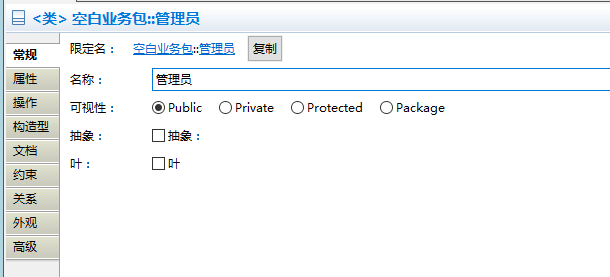 <类> 空白业务包::管理员
常规
属性
操作
构造型
文档
约束
关系
外观
高级
限定名： 空白业务包::管理员 复制
名称： 管理员
可视性： Public Private Protected Package
抽象： 抽象：
叶： 叶